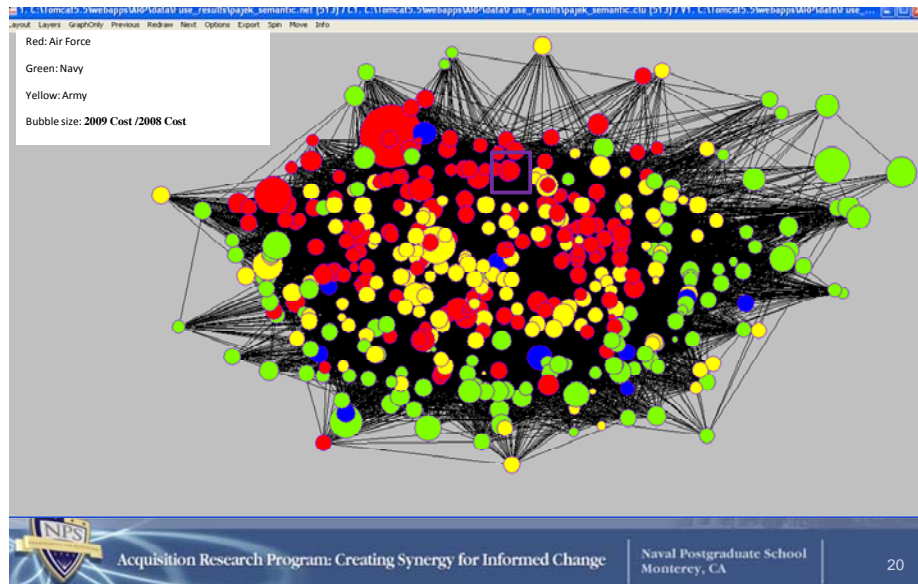 Layout Layers GraphOnly Previous Redraw Next Options Export Spin Move Info
Red: Air Force
Green: Navy
Yellow: Army
Bubble size: 2009 Cost /2008 Cost
NPS
Acquisition Research Program: Creating Synergy for Informed Change
Naval Postgraduate School
Monterey, CA
20